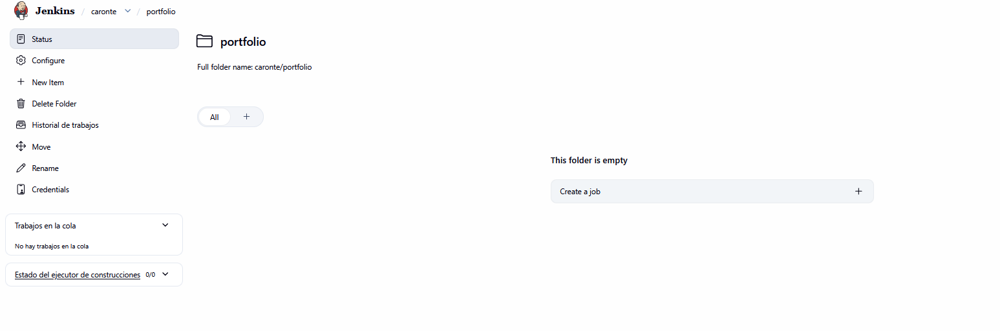 Jenkins / caronte / portfolio
Status
Configure
New Item
Delete Folder
Historial de trabajos
Move
Rename
Credentials
Trabajos en la cola
No hay trabajos en la cola
Estado del ejecutor de construcciones 0/0
portfolio
Full folder name: caronte/portfolio
All +
This folder is empty
Create a job +